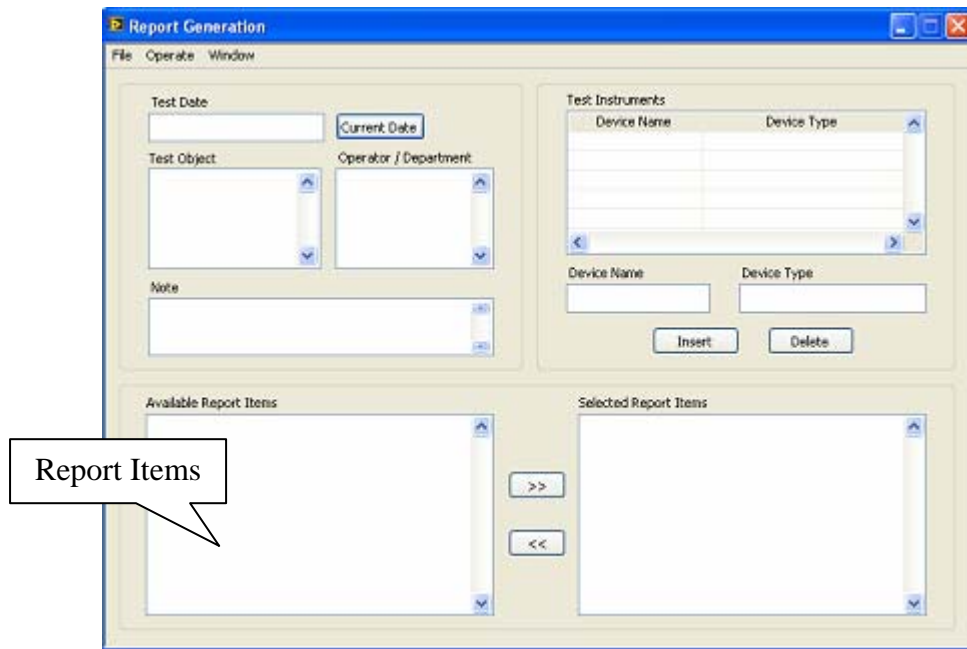 Report Generation
File Operate Window
Test Date
Current Date
Test Object
Operator / Department
Note
Test Instruments
Device Name Device Type
Device Name Device Type
Insert Delete
Available Report Items
Selected Report Items
>>
<<
Report Items